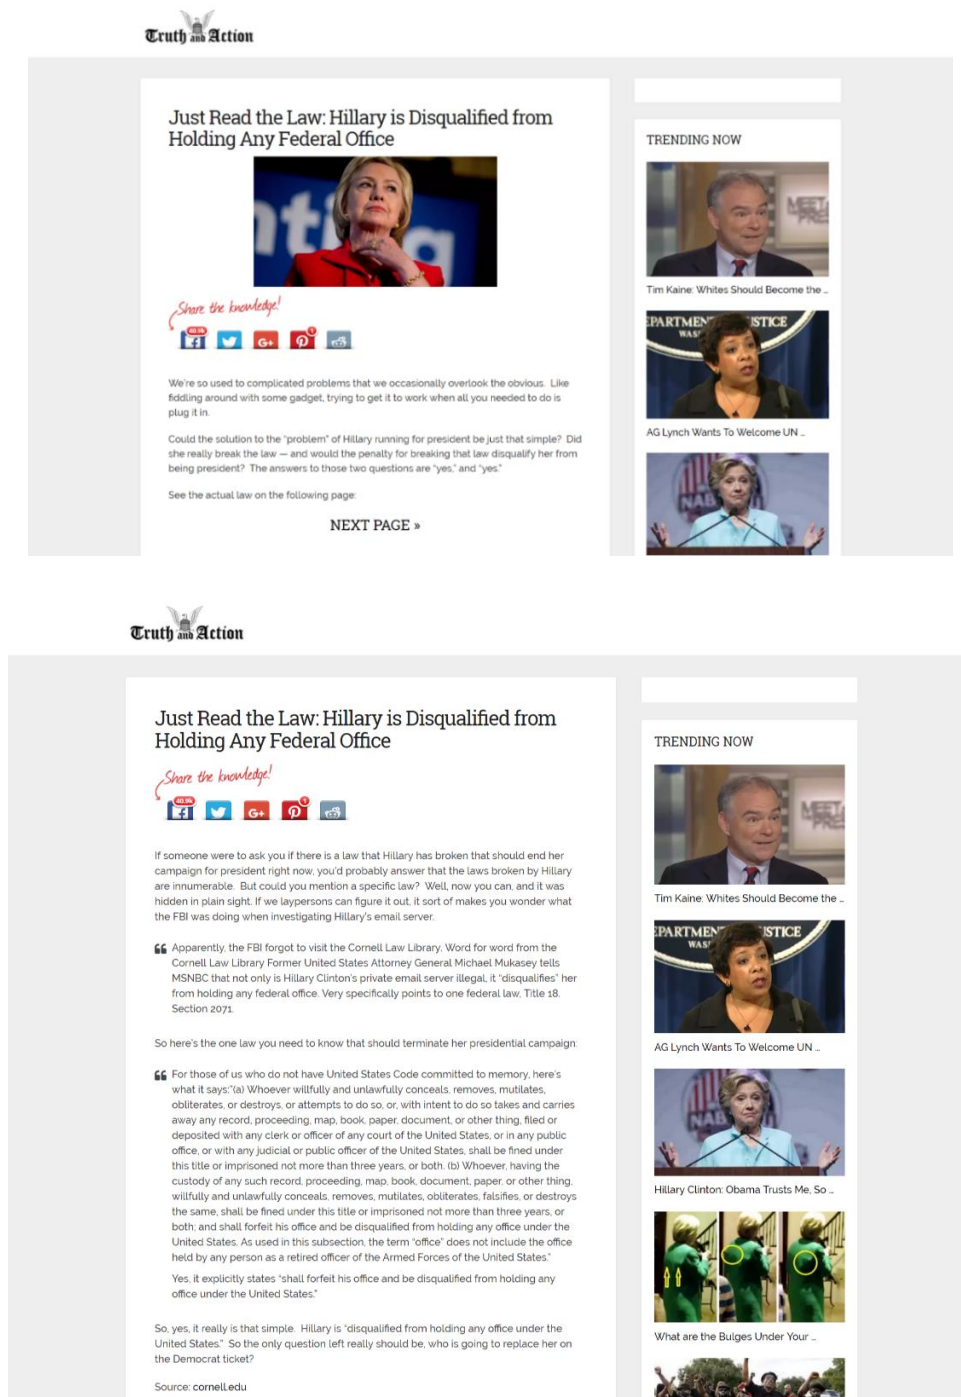 Truth and Action
Just Read the Law: Hillary is Disqualified from
Holding Any Federal Office
Share the knowledge!
40.9k
1
We're so used to complicated problems that we occasionally overlook the obvious. Like
fiddling around with some gadget, trying to get it to work when all you needed to do is
plug it in.
Could the solution to the "problem" of Hillary running for president be just that simple? Did
she really break the law — and would the penalty for breaking that law disqualify her from
being president? The answers to those two questions are "yes," and "yes."
See the actual law on the following page:
NEXT PAGE »
TRENDING NOW
MEET
PRESS
Tim Kaine: Whites Should Become the ...
EPARTMEN
STICE
WAS
AG Lynch Wants To Welcome UN ...
NAB
Truth and Action
Just Read the Law: Hillary is Disqualified from
Holding Any Federal Office
Share the knowledge!
40.9k
1
If someone were to ask you if there is a law that Hillary has broken that should end her
campaign for president right now, you'd probably answer that the laws broken by Hillary
are innumerable. But could you mention a specific law? Well, now you can, and it was
hidden in plain sight. If we laypersons can figure it out, it sort of makes you wonder what
the FBI was doing when investigating Hillary's email server.
Apparently, the FBI forgot to visit the Cornell Law Library. Word for word from the
Cornell Law Library Former United States Attorney General Michael Mukasey tells
MSNBC that not only is Hillary Clinton's private email server illegal, it "disqualifies" her
from holding any federal office. Very specifically points to one federal law, Title 18.
Section 2071.
So here's the one law you need to know that should terminate her presidential campaign:
For those of us who do not have United States Code committed to memory, here's
what it says:"(a) Whoever willfully and unlawfully conceals, removes, mutilates,
obliterates, or destroys, or attempts to do so, or, with intent to do so takes and carries
away any record, proceeding, map, book, paper, document, or other thing, filed or
deposited with any clerk or officer of any court of the United States, or in any public
office, or with any judicial or public officer of the United States, shall be fined under
this title or imprisoned not more than three years, or both. (b) Whoever, having the
custody of any such record, proceeding, map, book, document, paper, or other thing,
willfully and unlawfully conceals, removes, mutilates, obliterates, falsifies, or destroys
the same, shall be fined under this title or imprisoned not more than three years, or
both; and shall forfeit his office and be disqualified from holding any office under the
United States. As used in this subsection, the term "office" does not include the office
held by any person as a retired officer of the Armed Forces of the United States."
Yes, it explicitly states "shall forfeit his office and be disqualified from holding any
office under the United States."
So, yes, it really is that simple. Hillary is "disqualified from holding any office under the
United States." So the only question left really should be, who is going to replace her on
the Democrat ticket?
Source: cornell.edu
TRENDING NOW
MEET
PRE
Tim Kaine: Whites Should Become the ...
EPARTMEN
STICE
WAS
AG Lynch Wants To Welcome UN ...
NAB
Hillary Clinton: Obama Trusts Me, So ...
What are the Bulges Under Your ...